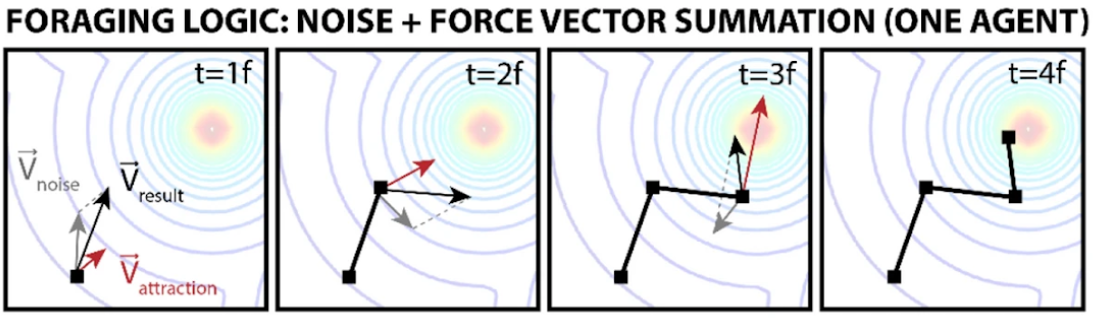 FORAGING LOGIC: NOISE + FORCE VECTOR SUMMATION (ONE AGENT)
t=1f
t=2f
t=3f
t=4f
V⃗noise
V⃗result
V⃗attraction